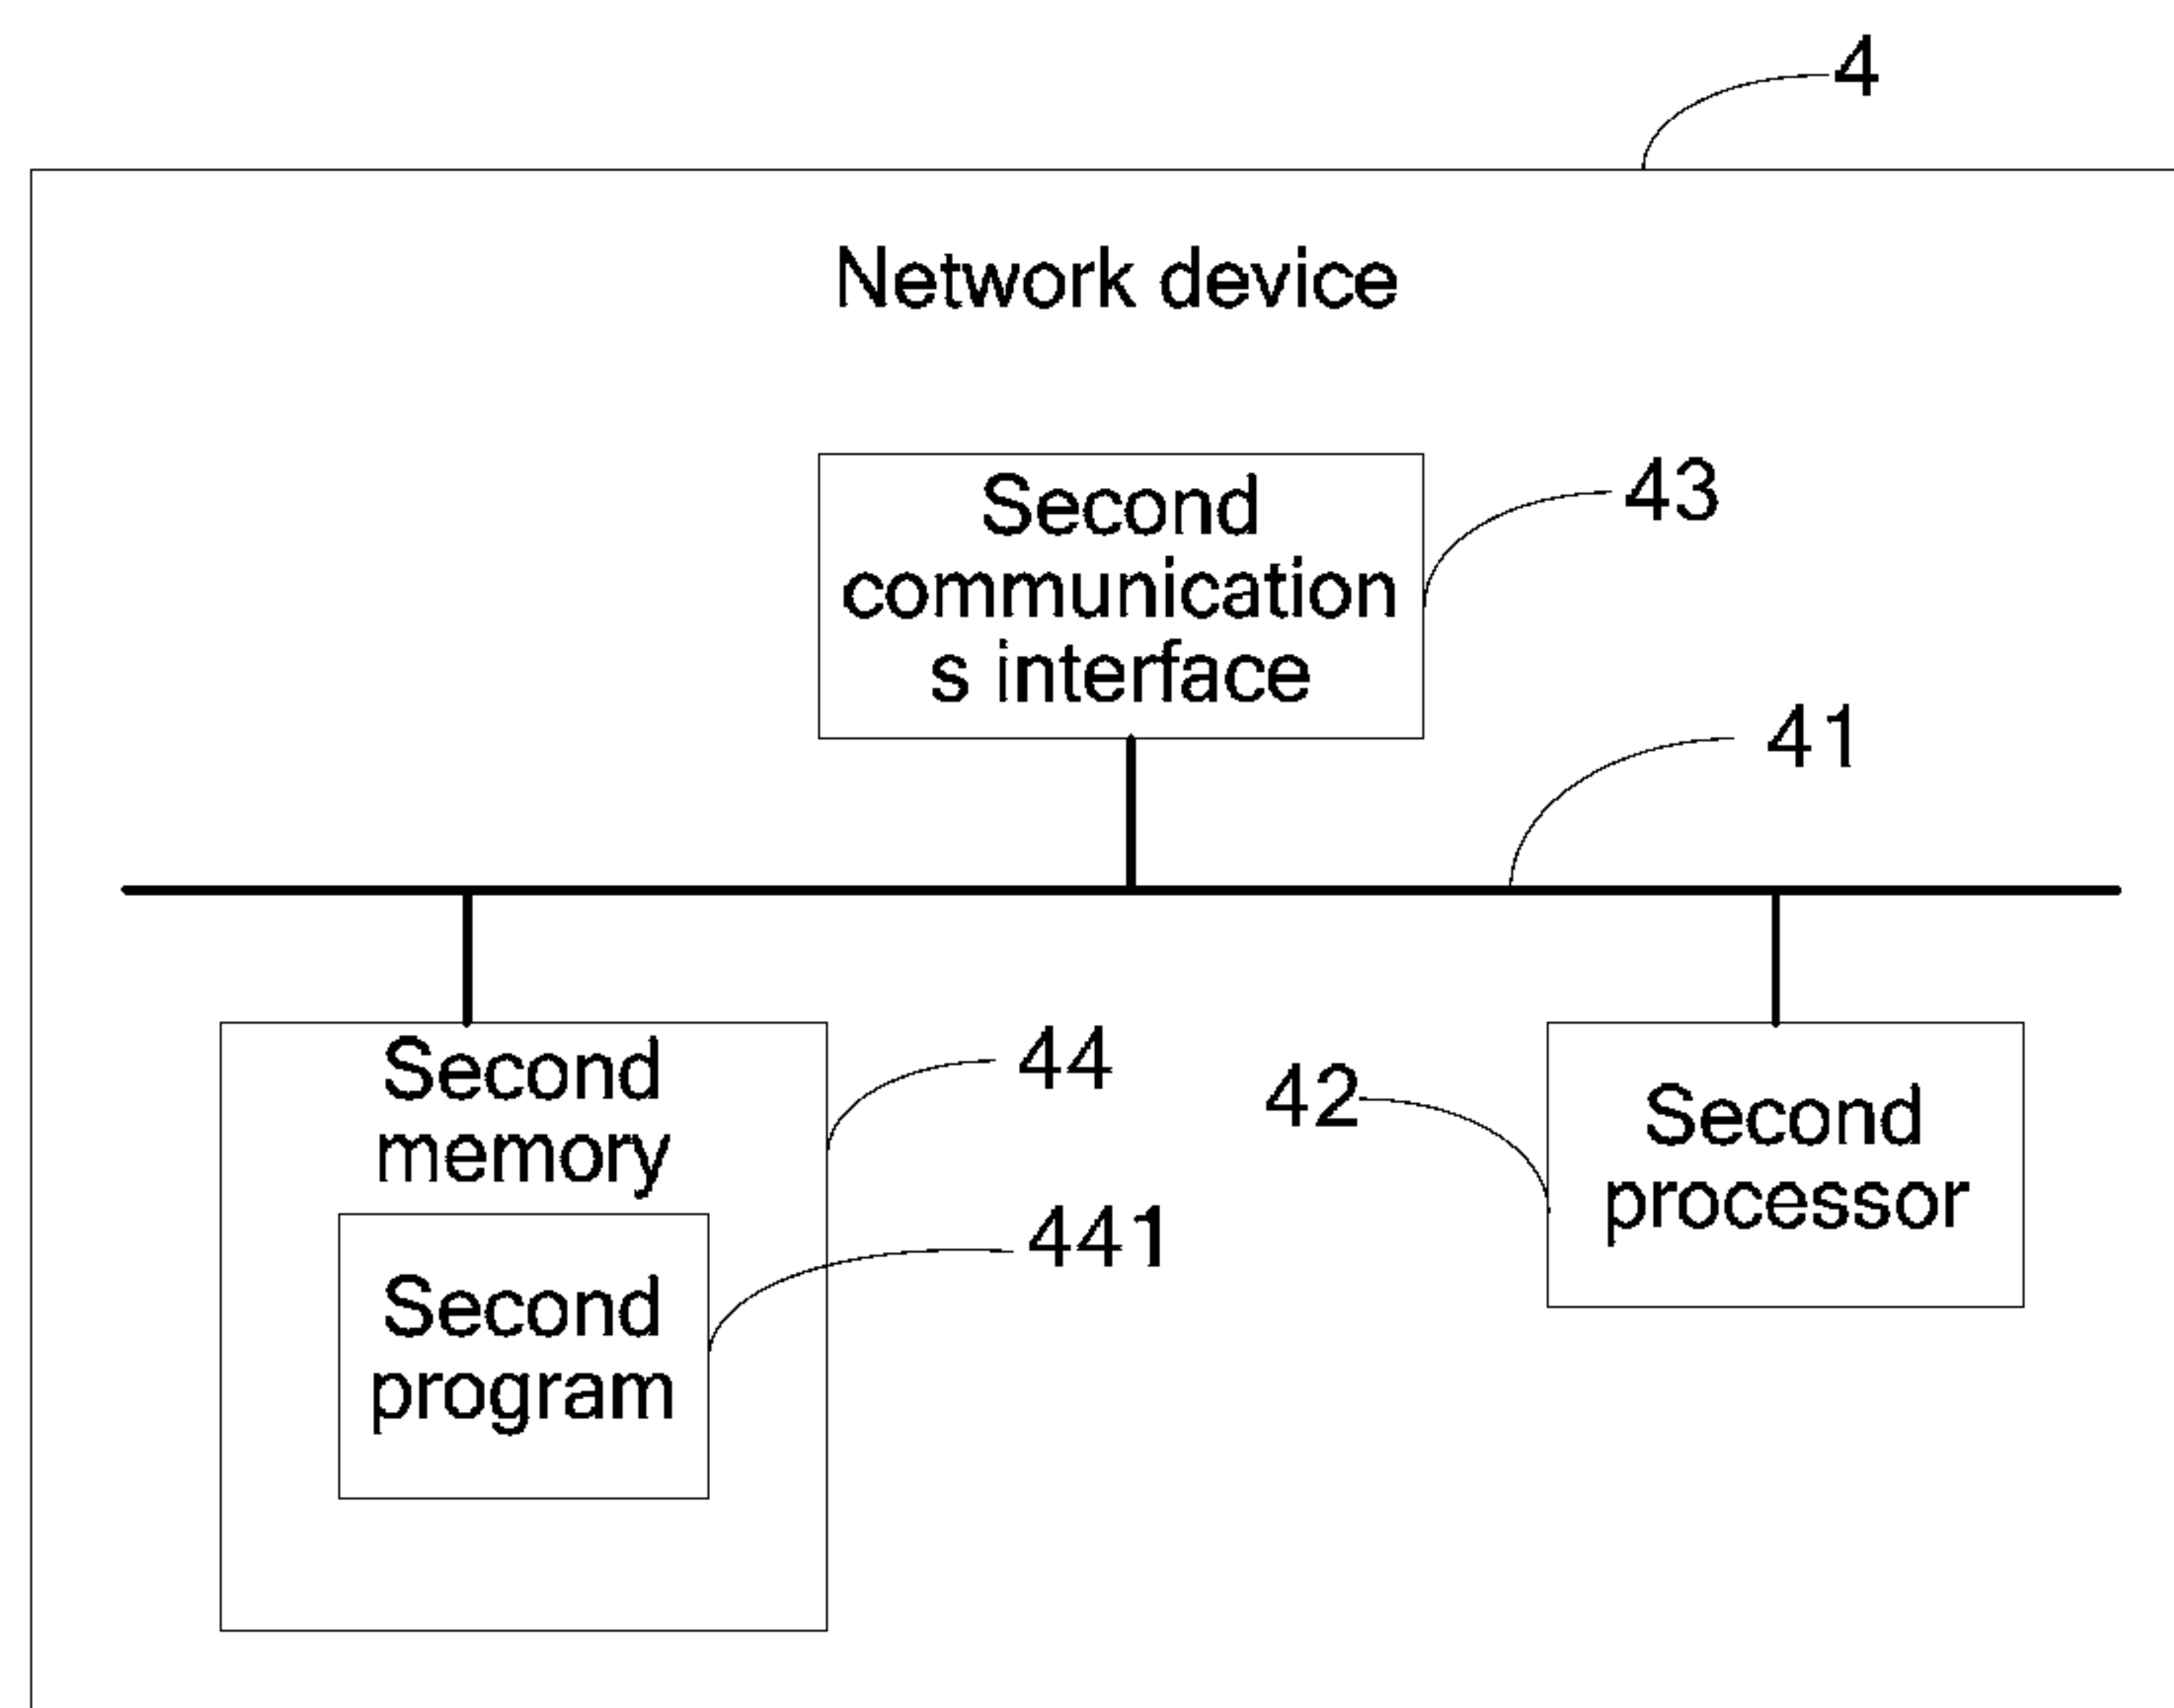 4
Network device
Second
communication
s interface
43
41
Second
memory
44
42
Second
processor
441
Second
program